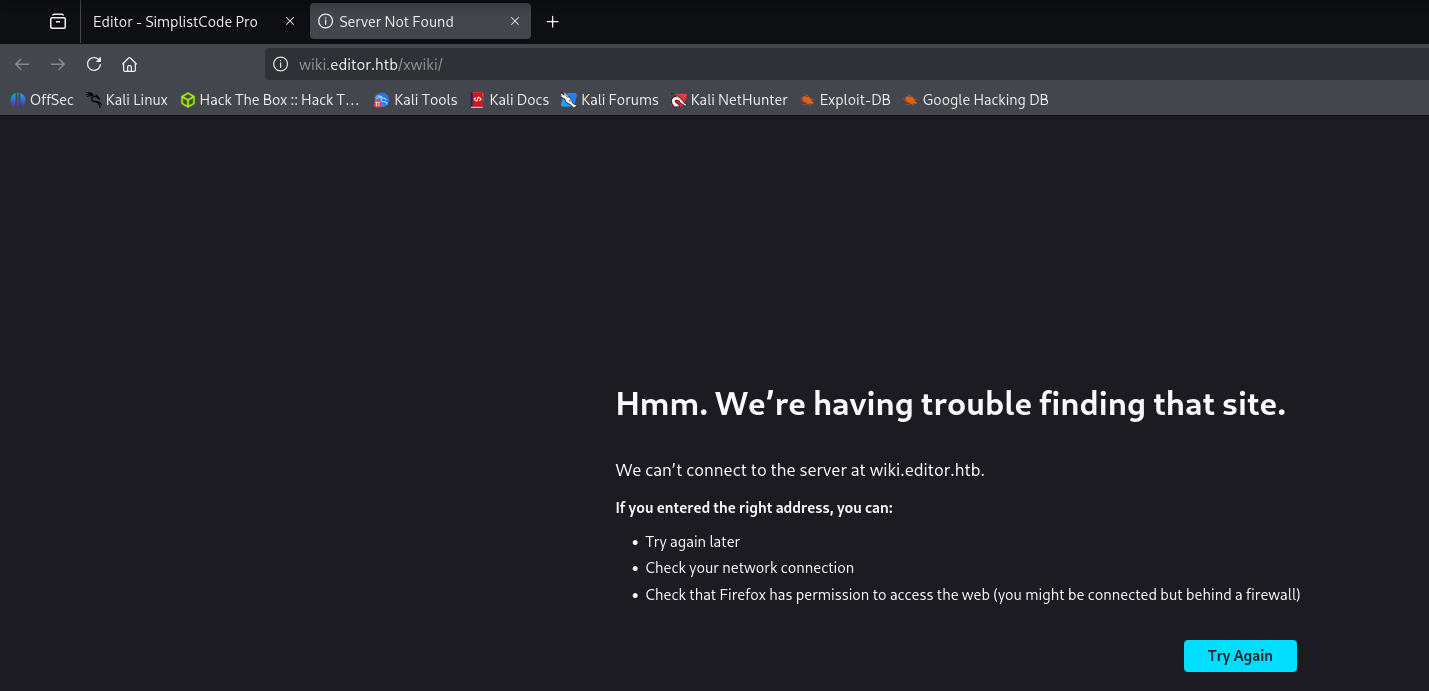 Editor - SimplistCode Pro
Server Not Found
wiki.editor.htb/xwiki/
OffSec Kali Linux Hack The Box :: Hack T… Kali Tools Kali Docs Kali Forums Kali NetHunter Exploit-DB Google Hacking DB
Hmm. We’re having trouble finding that site.
We can’t connect to the server at wiki.editor.htb.
If you entered the right address, you can:
• Try again later
• Check your network connection
• Check that Firefox has permission to access the web (you might be connected but behind a firewall)
Try Again